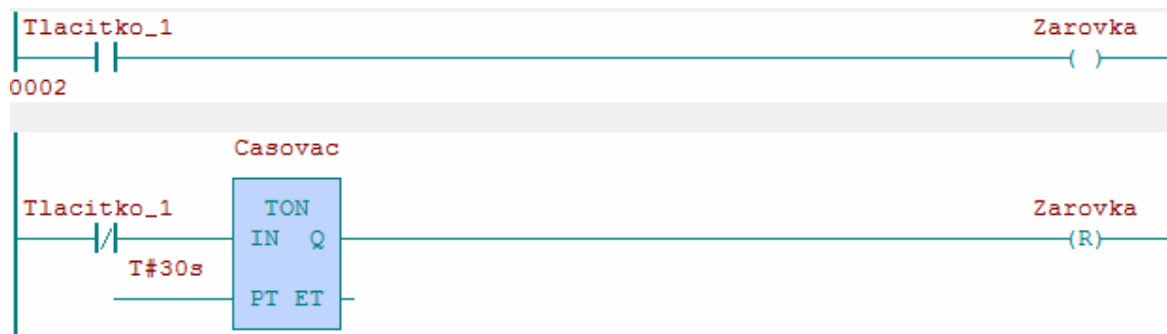 Tlacitko_1 Zarovka
( )
0002
Casovac
Tlacitko_1 TON Zarovka
/ IN Q (R)
T#30s
PT ET